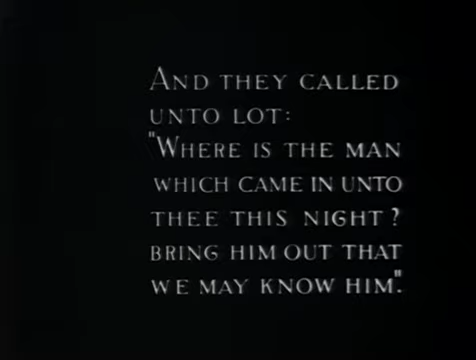 AND THEY CALLED
UNTO LOT:
"WHERE IS THE MAN
WHICH CAME IN UNTO
THEE THIS NIGHT?
BRING HIM OUT THAT
WE MAY KNOW HIM".